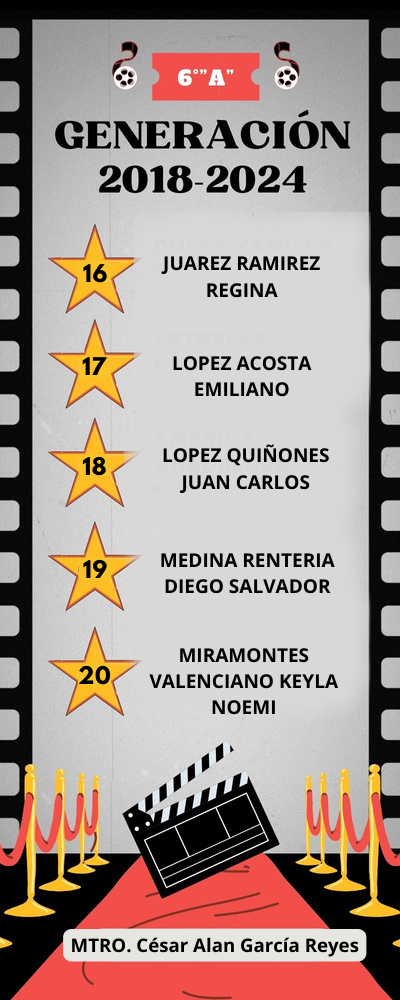 6°”A”
GENERACIÓN
2018-2024
16
JUAREZ RAMIREZ
REGINA
17
LOPEZ ACOSTA
EMILIANO
18
LOPEZ QUIÑONES
JUAN CARLOS
19
MEDINA RENTERIA
DIEGO SALVADOR
20
MIRAMONTES
VALENCIANO KEYLA
NOEMI
MTRO. César Alan García Reyes